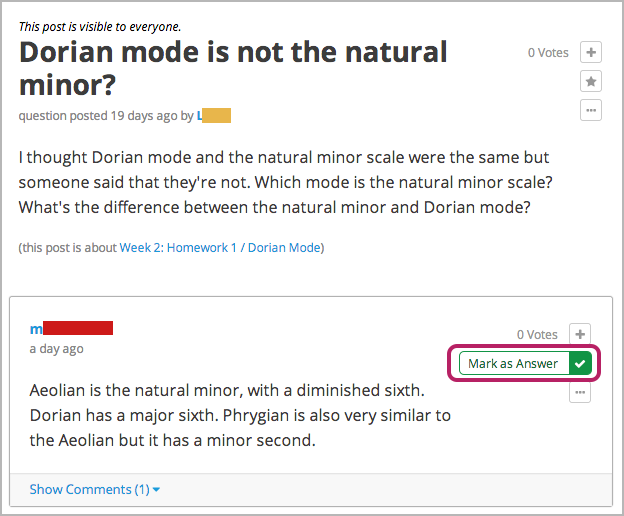 This post is visible to everyone.
Dorian mode is not the natural
minor?
0 Votes
question posted 19 days ago by L
I thought Dorian mode and the natural minor scale were the same but
someone said that they're not. Which mode is the natural minor scale?
What's the difference between the natural minor and Dorian mode?
(this post is about Week 2: Homework 1 / Dorian Mode)
m
0 Votes
a day ago
Mark as Answer
Aeolian is the natural minor, with a diminished sixth.
Dorian has a major sixth. Phrygian is also very similar to
the Aeolian but it has a minor second.
Show Comments (1)